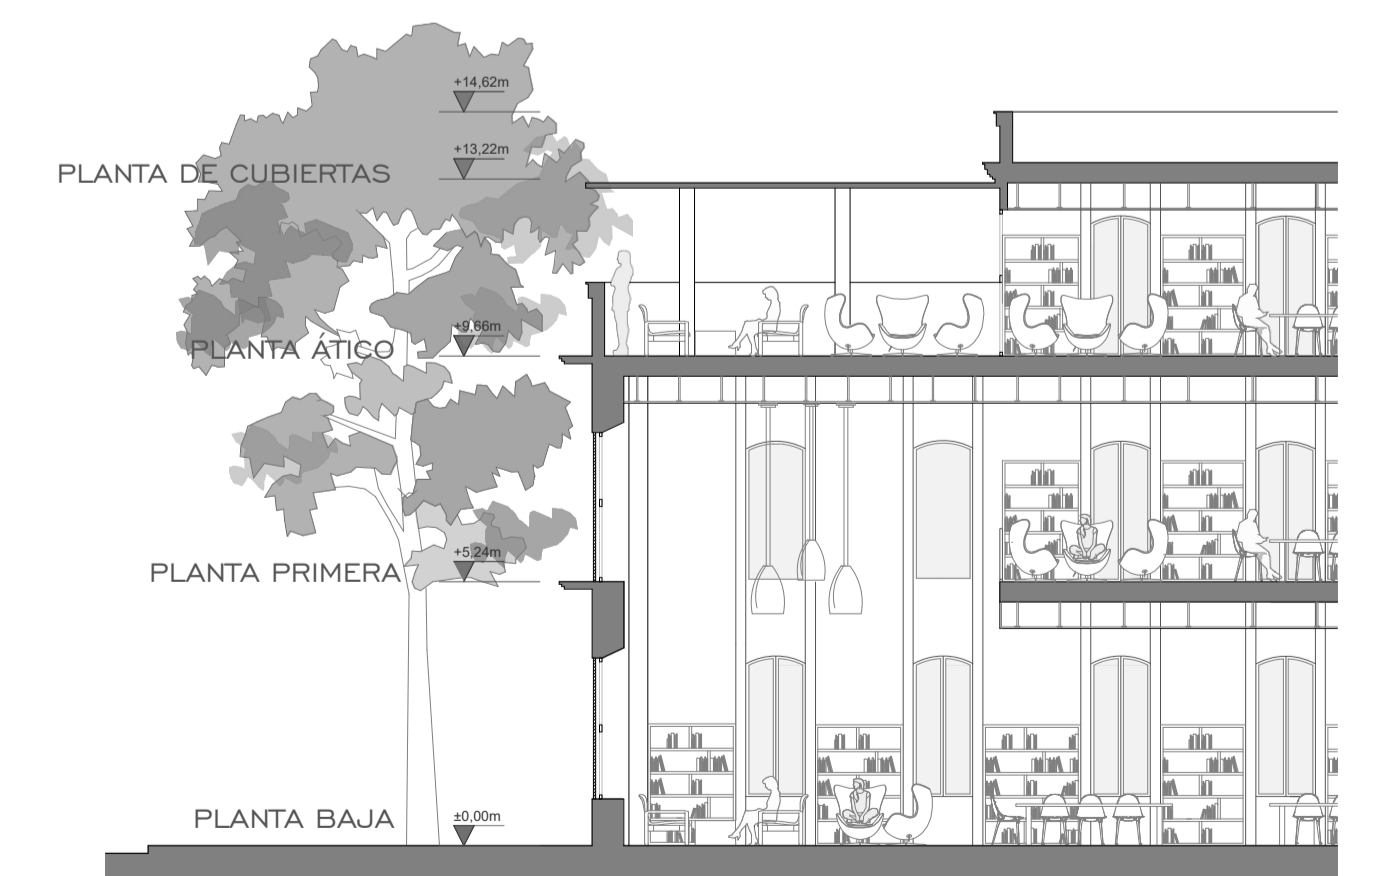 +14,62m
+13,22m
PLANTA DE CUBIERTAS
+9,66m
PLANTA ÁTICO
+5,24m
PLANTA PRIMERA
±0,00m
PLANTA BAJA